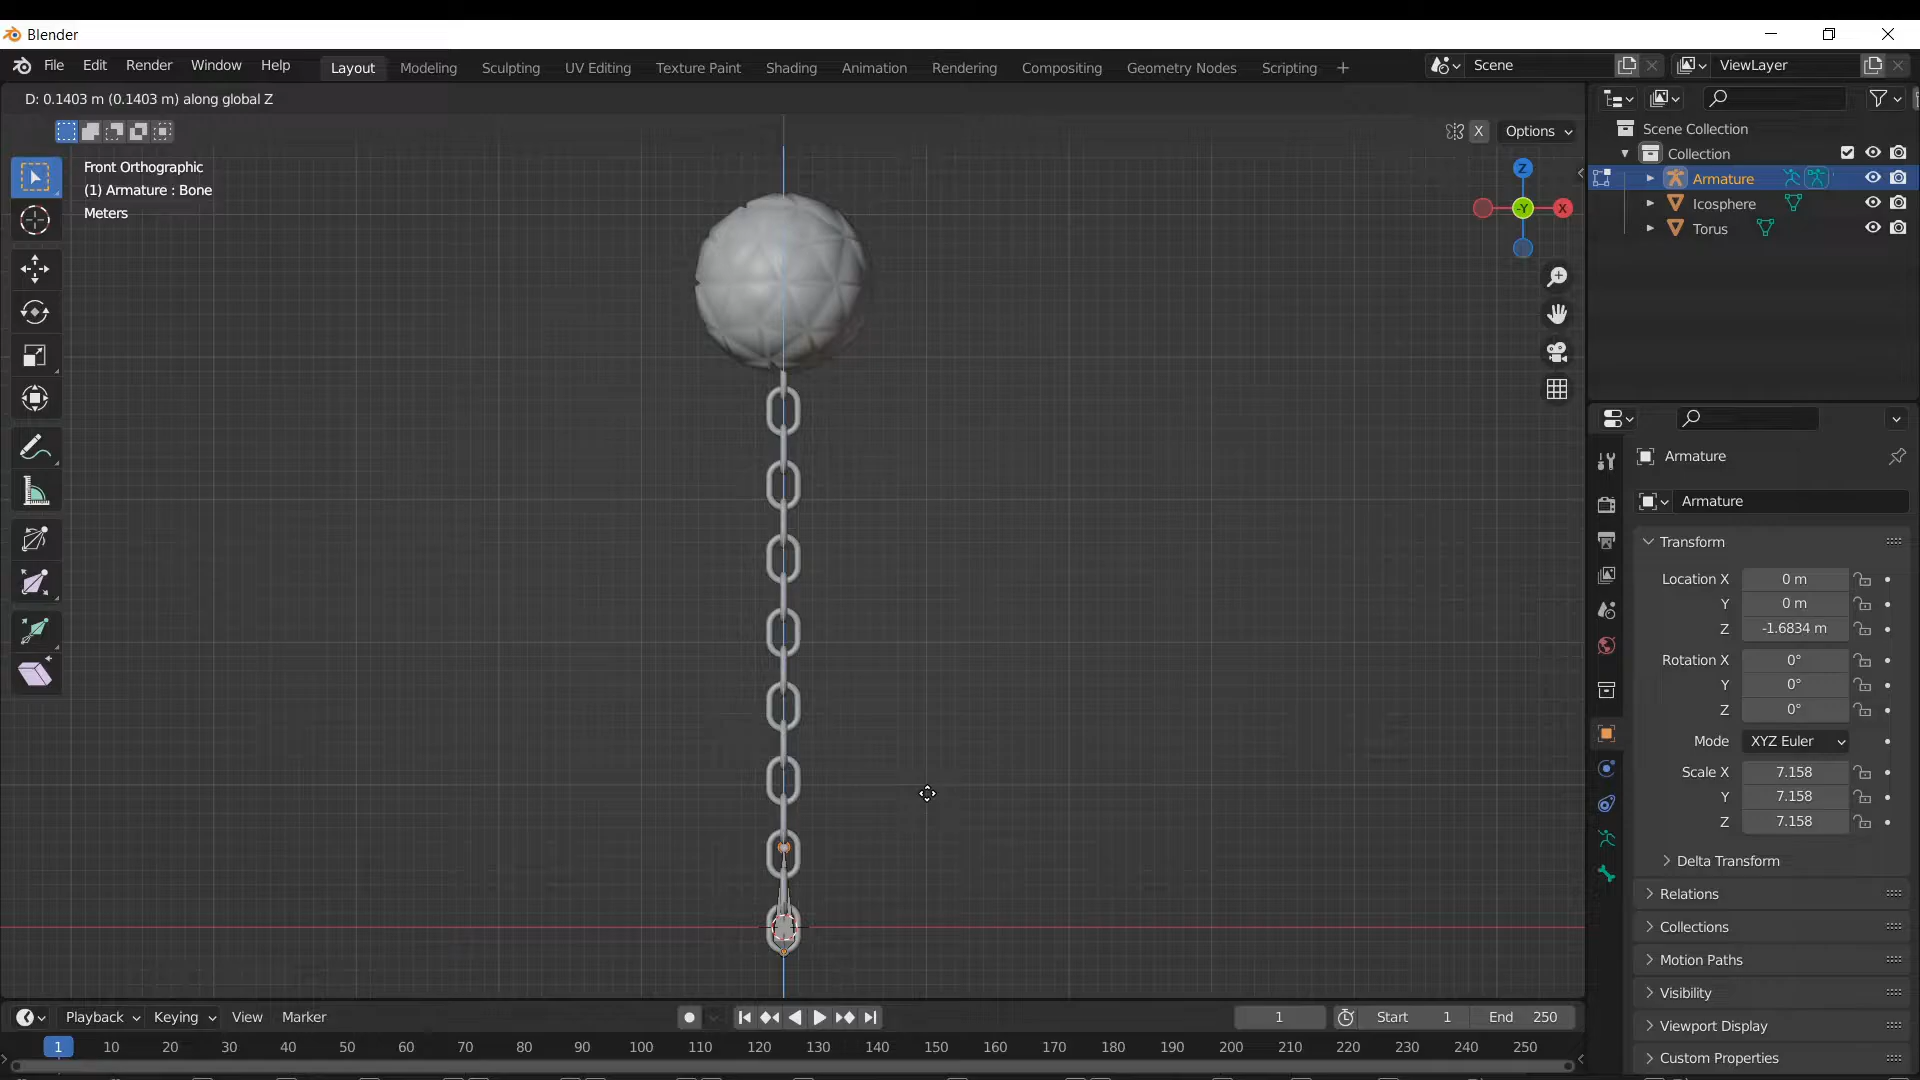 Blender
File Edit Render Window Help Layout Modeling Sculpting UV Editing Texture Paint Shading Animation Rendering Compositing Geometry Nodes Scripting + Scene ViewLayer
D: 0.1403 m (0.1403 m) along global Z
X Options
Front Orthographic
(1) Armature : Bone
Meters
Z
-Y
X
Scene Collection
Collection
Armature
Icosphere
Torus
Armature
Armature
Transform
Location X 0 m
Y 0 m
Z -1.6834 m
Rotation X 0°
Y 0°
Z 0°
Mode XYZ Euler
Scale X 7.158
Y 7.158
Z 7.158
Delta Transform
Relations
Collections
Motion Paths
Visibility
Viewport Display
Custom Properties
Playback Keying View Marker 1 Start 1 End 250
1 10 20 30 40 50 60 70 80 90 100 110 120 130 140 150 160 170 180 190 200 210 220 230 240 250